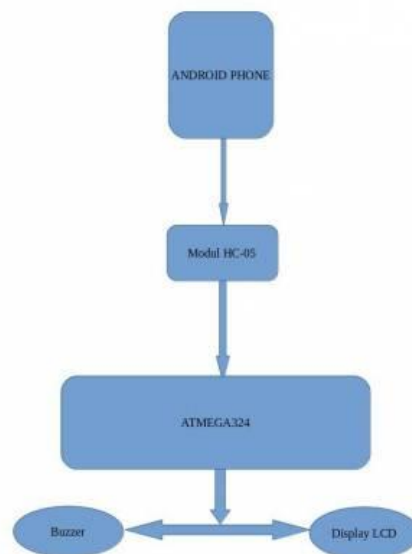 ANDROID PHONE
Modul HC-05
ATMEGA324
Buzzer
Display LCD